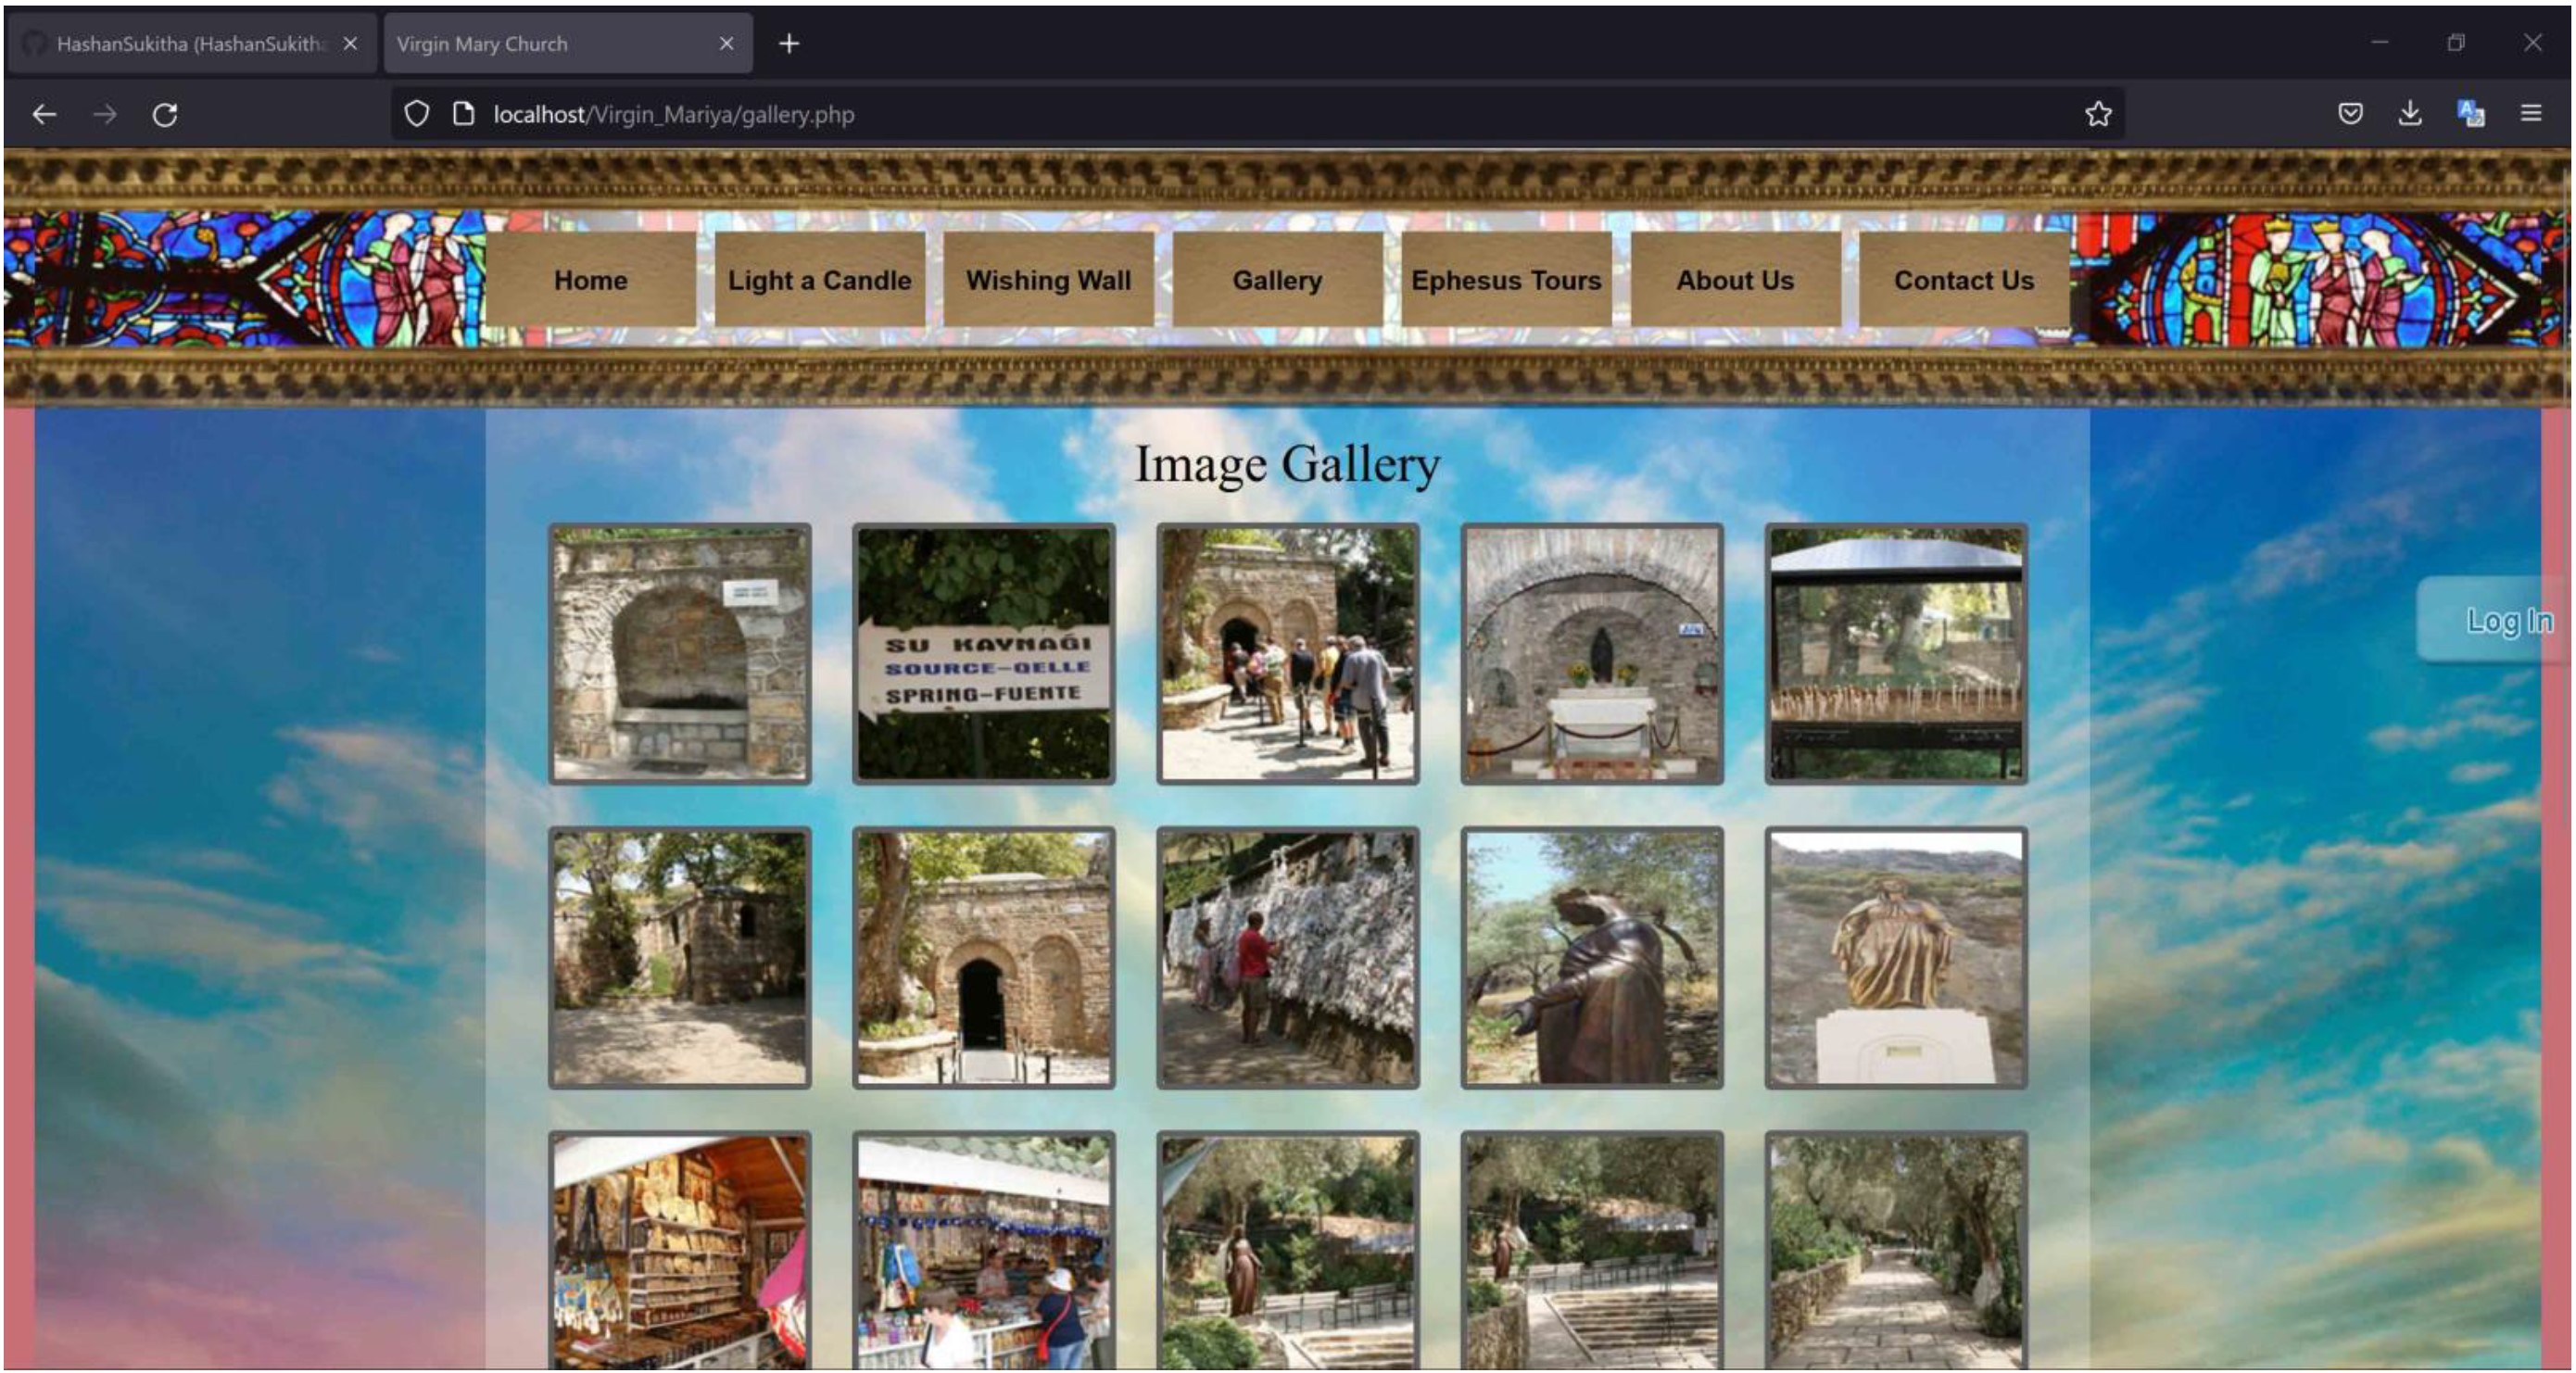 HashanSukitha (HashanSukitha
Virgin Mary Church
localhost/Virgin_Mariya/gallery.php
Home
Light a Candle
Wishing Wall
Gallery
Ephesus Tours
About Us
Contact Us
Image Gallery
SU KAYNAĞI
SOURCE-QELLE
SPRING-FUENTE
Log In